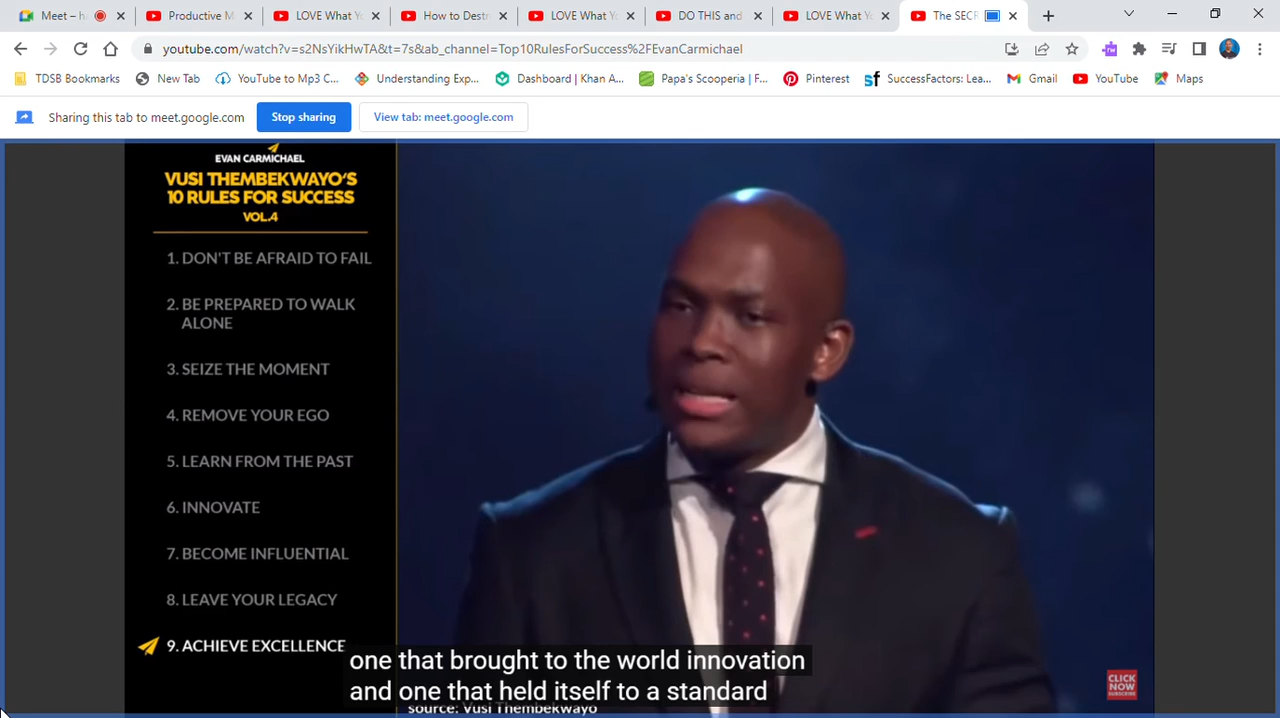 Meet – ha
Productive M
LOVE What Yo
How to Destr
LOVE What Yo
DO THIS and
LOVE What Yo
The SECR
youtube.com/watch?v=s2NsYikHwTA&t=7s&ab_channel=Top10RulesForSuccess%2FEvanCarmichael
TDSB Bookmarks
New Tab
YouTube to Mp3 C...
Understanding Exp...
Dashboard | Khan A...
Papa's Scooperia | F...
Pinterest
SuccessFactors: Lea...
Gmail
YouTube
Maps
Sharing this tab to meet.google.com
Stop sharing
View tab: meet.google.com
EVAN CARMICHAEL
VUSI THEMBEKWAYO'S
10 RULES FOR SUCCESS
VOL.4
1. DON'T BE AFRAID TO FAIL
2. BE PREPARED TO WALK
ALONE
3. SEIZE THE MOMENT
4. REMOVE YOUR EGO
5. LEARN FROM THE PAST
6. INNOVATE
7. BECOME INFLUENTIAL
8. LEAVE YOUR LEGACY
9. ACHIEVE EXCELLENCE
one that brought to the world innovation
and one that held itself to a standard
source: Vusi Thembekwayo
CLICK
NOW
SUBSCRIBE